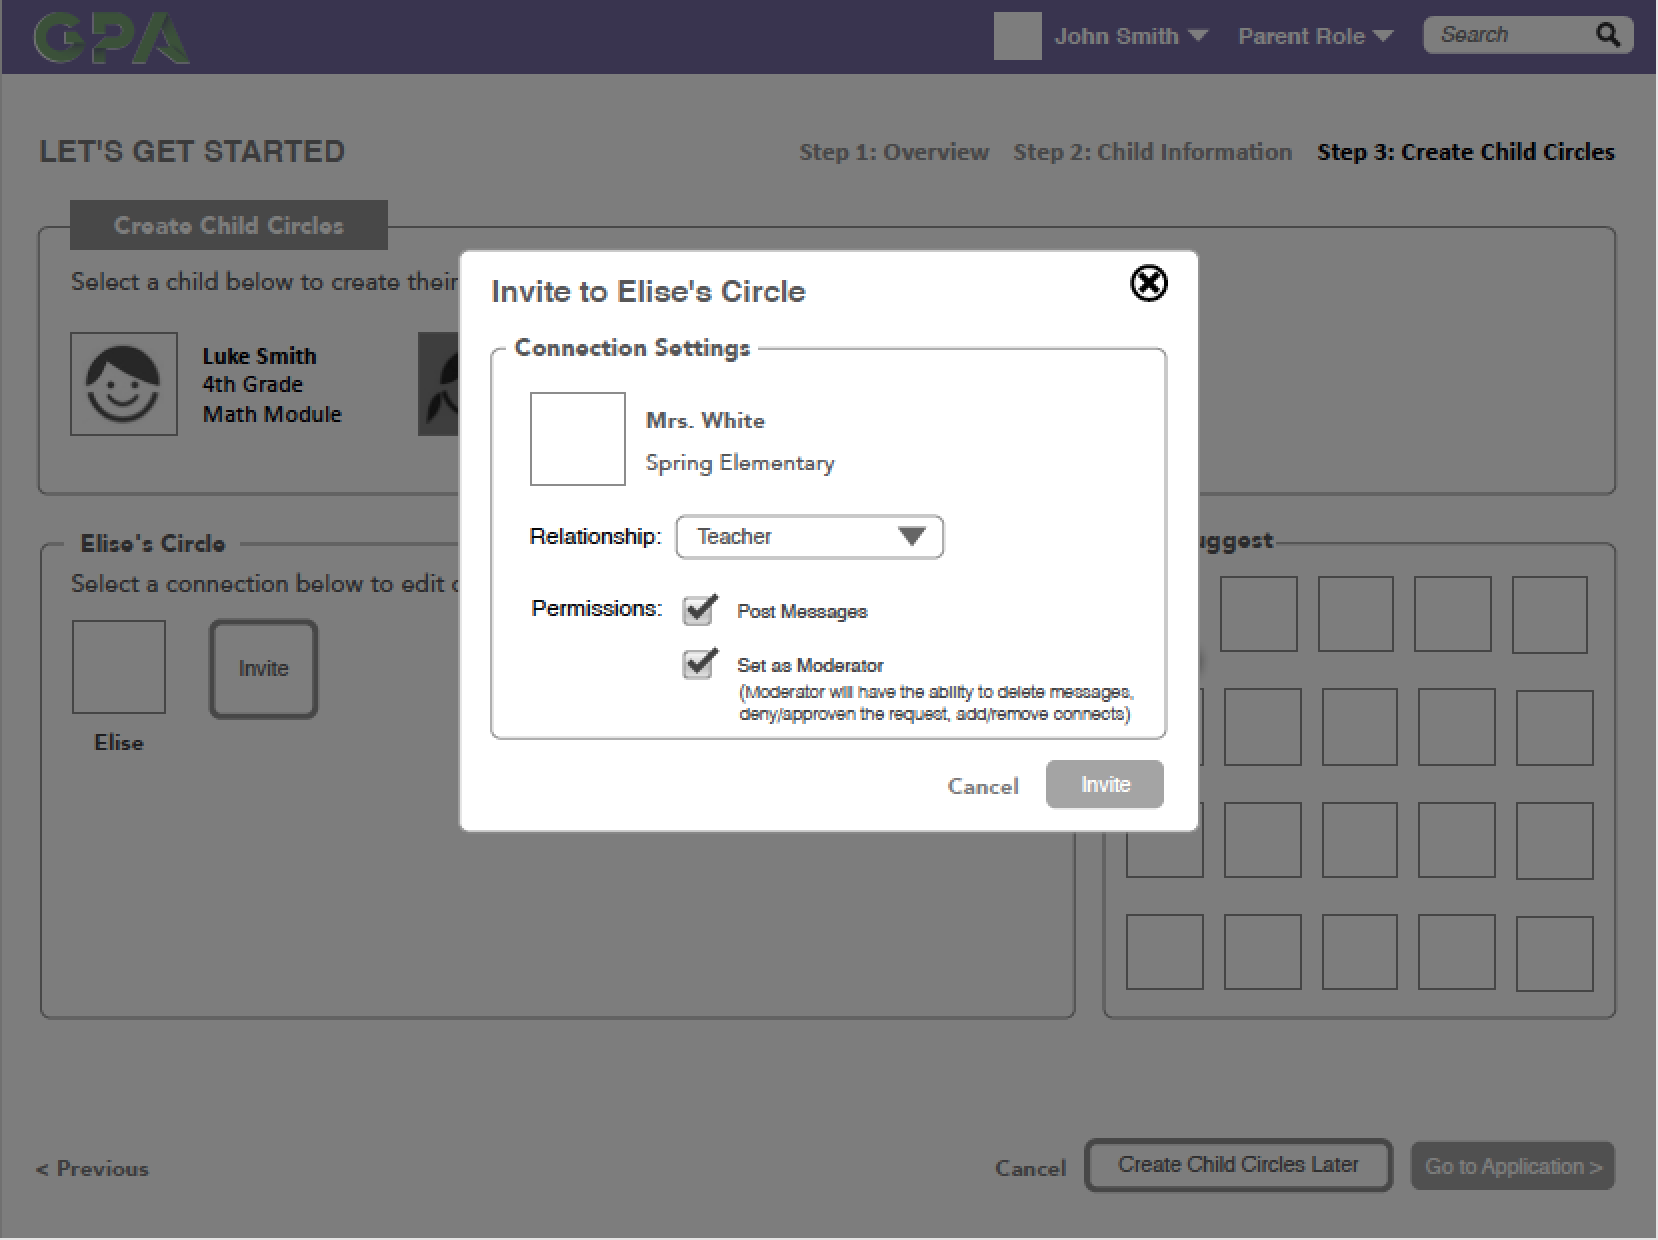 GPA
John Smith
Parent Role
Search
LET'S GET STARTED
Step 1: Overview
Step 2: Child Information
Step 3: Create Child Circles
Create Child Circles
Select a child below to create their
Luke Smith
4th Grade
Math Module
Invite to Elise's Circle
Connection Settings
Mrs. White
Spring Elementary
Relationship:
Teacher
Permissions:
Post Messages
Set as Moderator
(Moderator will have the ability to delete messages,
deny/approven the request, add/remove connects)
Cancel
Invite
Elise's Circle
Select a connection below to edit
Invite
Elise
< Previous
Cancel
Create Child Circles Later
Go to Application >